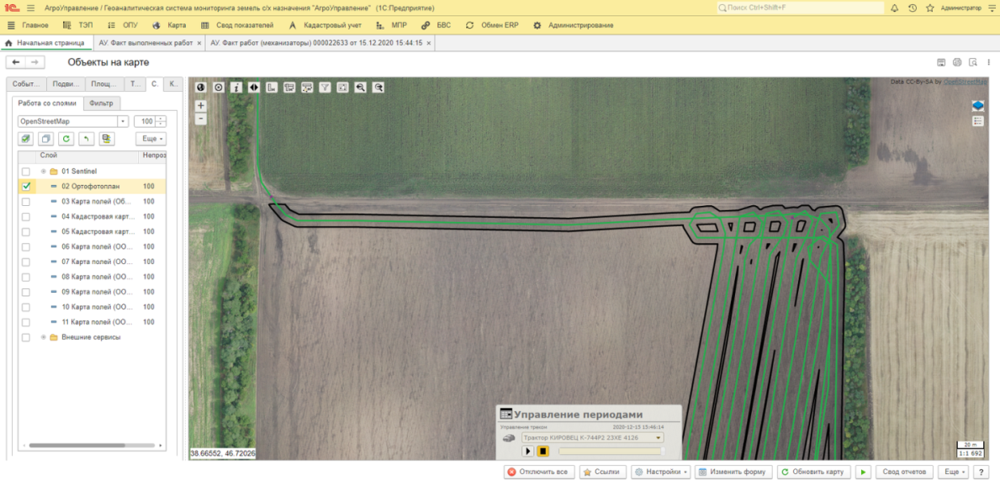 1С АгроУправление / Геоаналитическая система мониторинга земель с/х назначения "АгроУправление" (1С:Предприятие) Поиск Ctrl+Shift+F Администратор
Главное ТЭП ОПУ Карта Свод показателей Кадастровый учет МПР БВС Обмен ERP Администрирование
Начальная страница АУ. Факт выполненных работ × АУ. Факт работ (механизаторы) 000022633 от 15.12.2020 15:44:15 ×
Объекты на карте
Событ... Подви... Площ... Т... С. К...
Работа со слоями Фильтр
OpenStreetMap 100
Еще
Слой Непроз
01 Sentinel
02 Ортофотоплан 100
03 Карта полей (Об... 100
04 Кадастровая карт... 100
05 Кадастровая карт... 100
06 Карта полей (ОО... 100
07 Карта полей (ОО... 100
08 Карта полей (ОО... 100
09 Карта полей (ОО... 100
10 Карта полей (ОО... 100
11 Карта полей (ОО... 100
Внешние сервисы
Data CC-By-SA by OpenStreetMap
Управление периодами
Управление треком 2020-12-15 15:46:14
Трактор КИРОВЕЦ К-744Р2 23ХЕ 4126
38.66552, 46.72026
20 m
1:1 692
Отключить все Ссылки Настройки Изменить форму Обновить карту Свод отчетов Еще ?